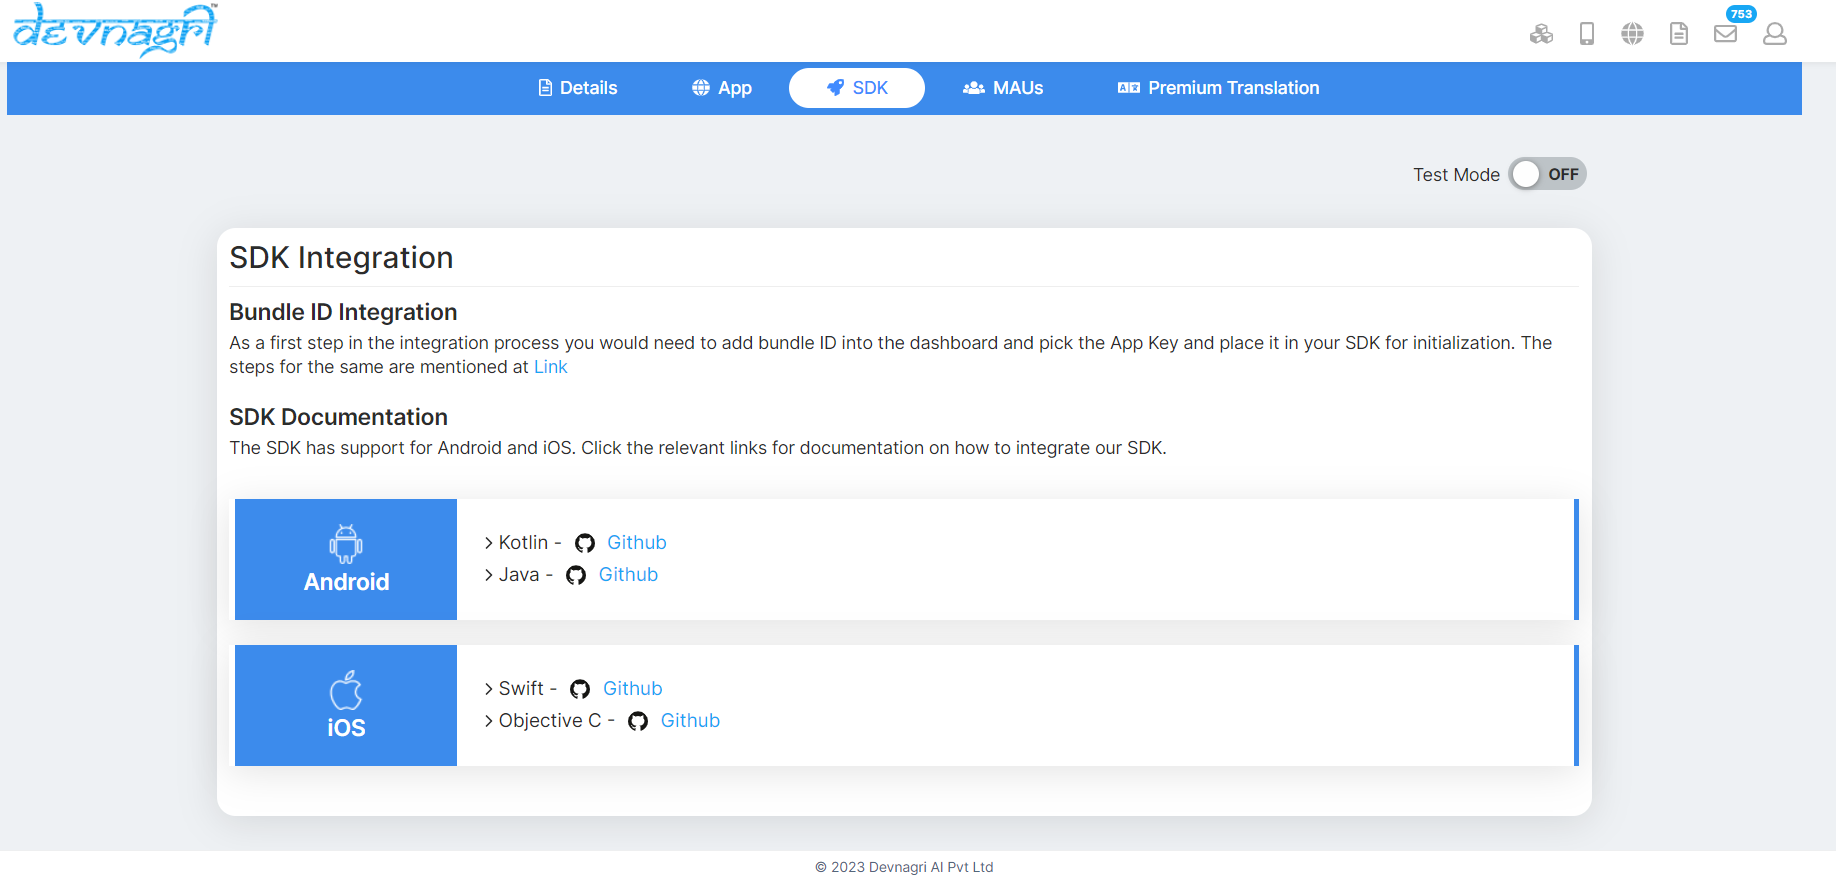 devnagri™
753
Details
App
SDK
MAUs
Premium Translation
Test Mode OFF
SDK Integration
Bundle ID Integration
As a first step in the integration process you would need to add bundle ID into the dashboard and pick the App Key and place it in your SDK for initialization. The
steps for the same are mentioned at Link
SDK Documentation
The SDK has support for Android and iOS. Click the relevant links for documentation on how to integrate our SDK.
Android
Kotlin - Github
Java - Github
iOS
Swift - Github
Objective C - Github
© 2023 Devnagri AI Pvt Ltd